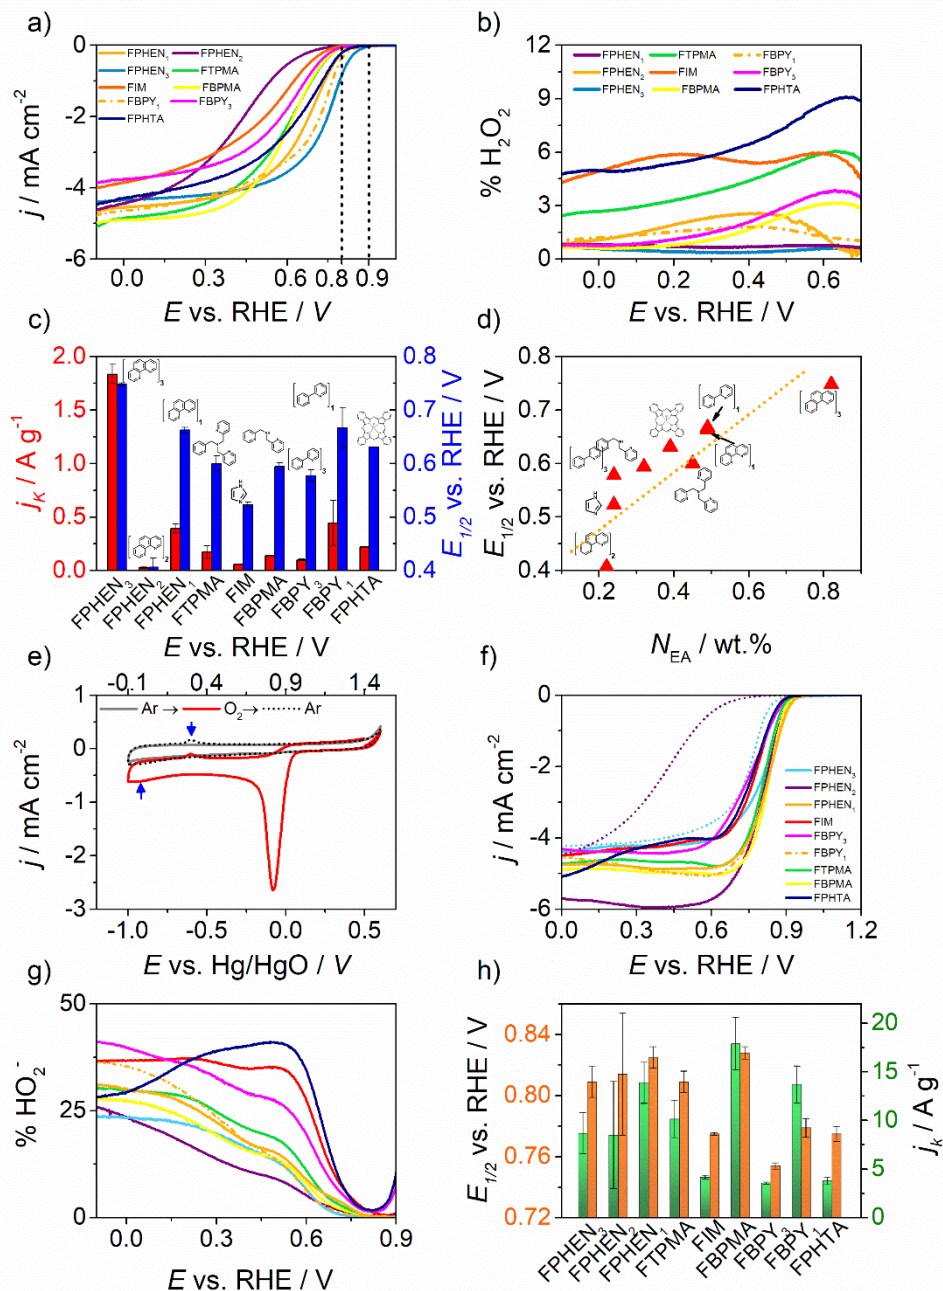 a)
j / mA cm⁻²
0
-2
-4
-6
0.0 0.3 0.6 0.8 0.9
E vs. RHE / V
FPHEN₁ FPHEN₂
FPHEN₃ FTPMA
FIM FBPMA
FBPY₁ FBPY₃
FPHTA
b)
% H₂O₂
12
9
6
3
0
0.0 0.2 0.4 0.6
E vs. RHE / V
FPHEN₁ FTPMA FBPY₁
FPHEN₂ FIM FBPY₃
FPHEN₃ FBPMA FPHTA
c)
jK / A g⁻¹
2.0
1.5
1.0
0.5
0.0
E1/2 vs. RHE / V
0.8
0.7
0.6
0.5
0.4
3
2
1
3
1
FPHEN₃ FPHEN₂ FPHEN₁ FTPMA FIM FBPMA FBPY₃ FBPY₁ FPHTA
E vs. RHE / V
d)
E1/2 vs. RHE / V
0.8
0.7
0.6
0.5
0.4
3
2
1
1
3
0.2 0.4 0.6 0.8
N_EA / wt.%
e)
-0.1 0.4 0.9 1.4
Ar → O₂ → Ar
j / mA cm⁻²
1
0
-1
-2
-3
-1.0 -0.5 0.0 0.5
E vs. Hg/HgO / V
f)
j / mA cm⁻²
0
-2
-4
-6
0.0 0.3 0.6 0.9 1.2
E vs. RHE / V
FPHEN₃
FPHEN₂
FPHEN₁
FIM
FBPY₃
FBPY₁
FTPMA
FBPMA
FPHTA
g)
% HO₂⁻
50
25
0
0.0 0.3 0.6 0.9
E vs. RHE / V
h)
E1/2 vs. RHE / V
0.84
0.80
0.76
0.72
jk / A g⁻¹
20
15
10
5
0
FPHEN₃ FPHEN₂ FPHEN₁ FTPMA FIM FBPMA FBPY₃ FBPY₁ FPHTA